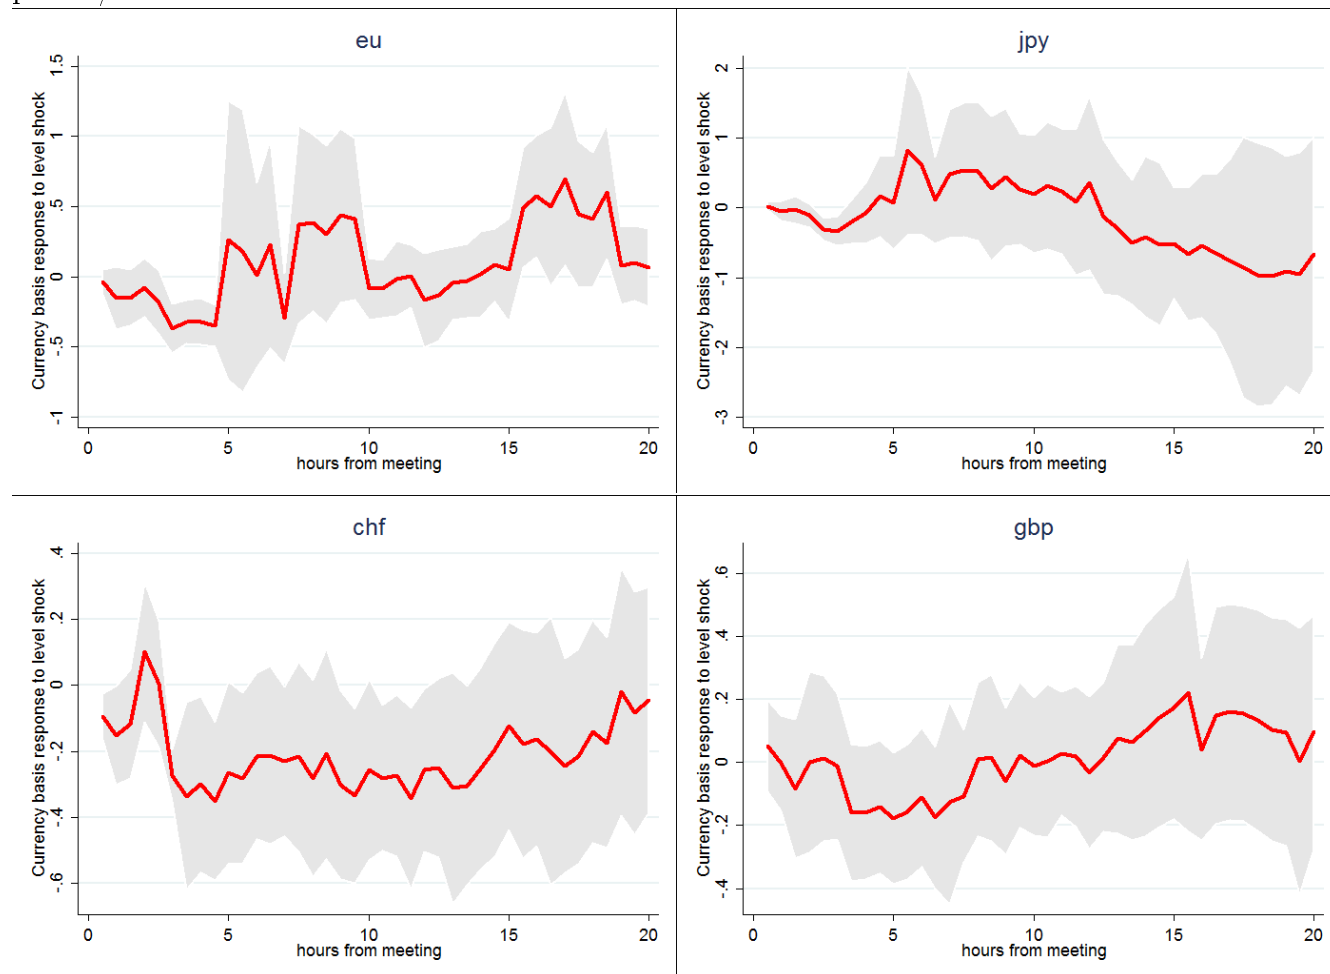 eu
Currency basis response to level shock
1.5
1
.5
0
-.5
-1
0 5 10 15 20
hours from meeting
jpy
Currency basis response to level shock
2
1
0
-1
-2
-3
0 5 10 15 20
hours from meeting
chf
Currency basis response to level shock
.4
.2
0
-.2
-.4
-.6
0 5 10 15 20
hours from meeting
gbp
Currency basis response to level shock
.6
.4
.2
0
-.2
-.4
0 5 10 15 20
hours from meeting